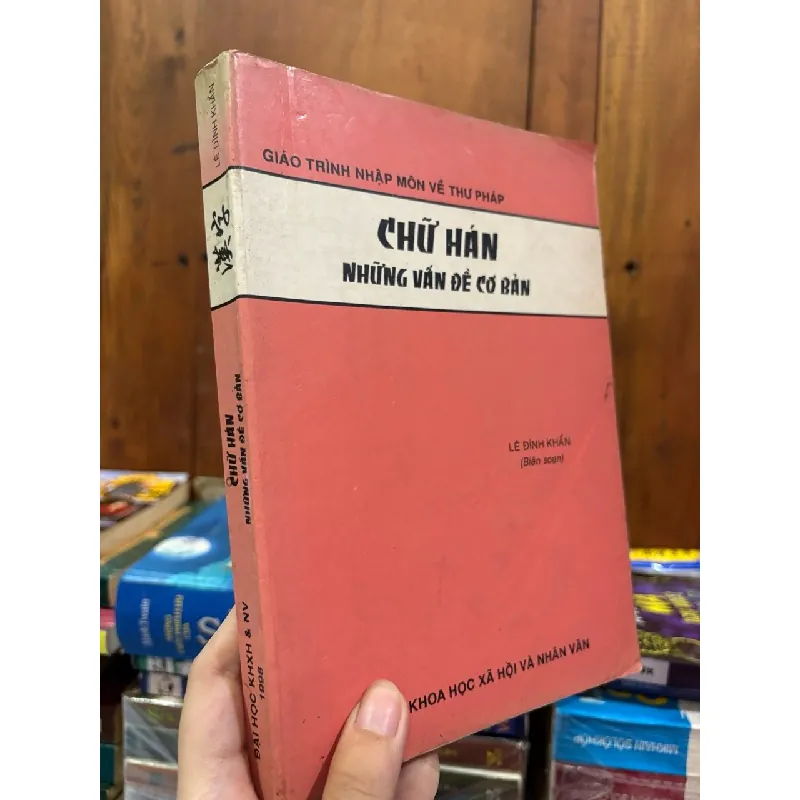 GIÁO TRÌNH NHẬP MÔN VỀ THƯ PHÁP
CHỮ HÁN
NHỮNG VẤN ĐỀ CƠ BẢN
LÊ ĐÌNH KHẨN
(Biên soạn)
KHOA HỌC XÃ HỘI VÀ NHÂN VĂN
LÊ ĐÌNH KHẨN
漢字
CHỮ HÁN
NHỮNG VẤN ĐỀ CƠ BẢN
ĐẠI HỌC KHXH & NV
1998
Mark Twain